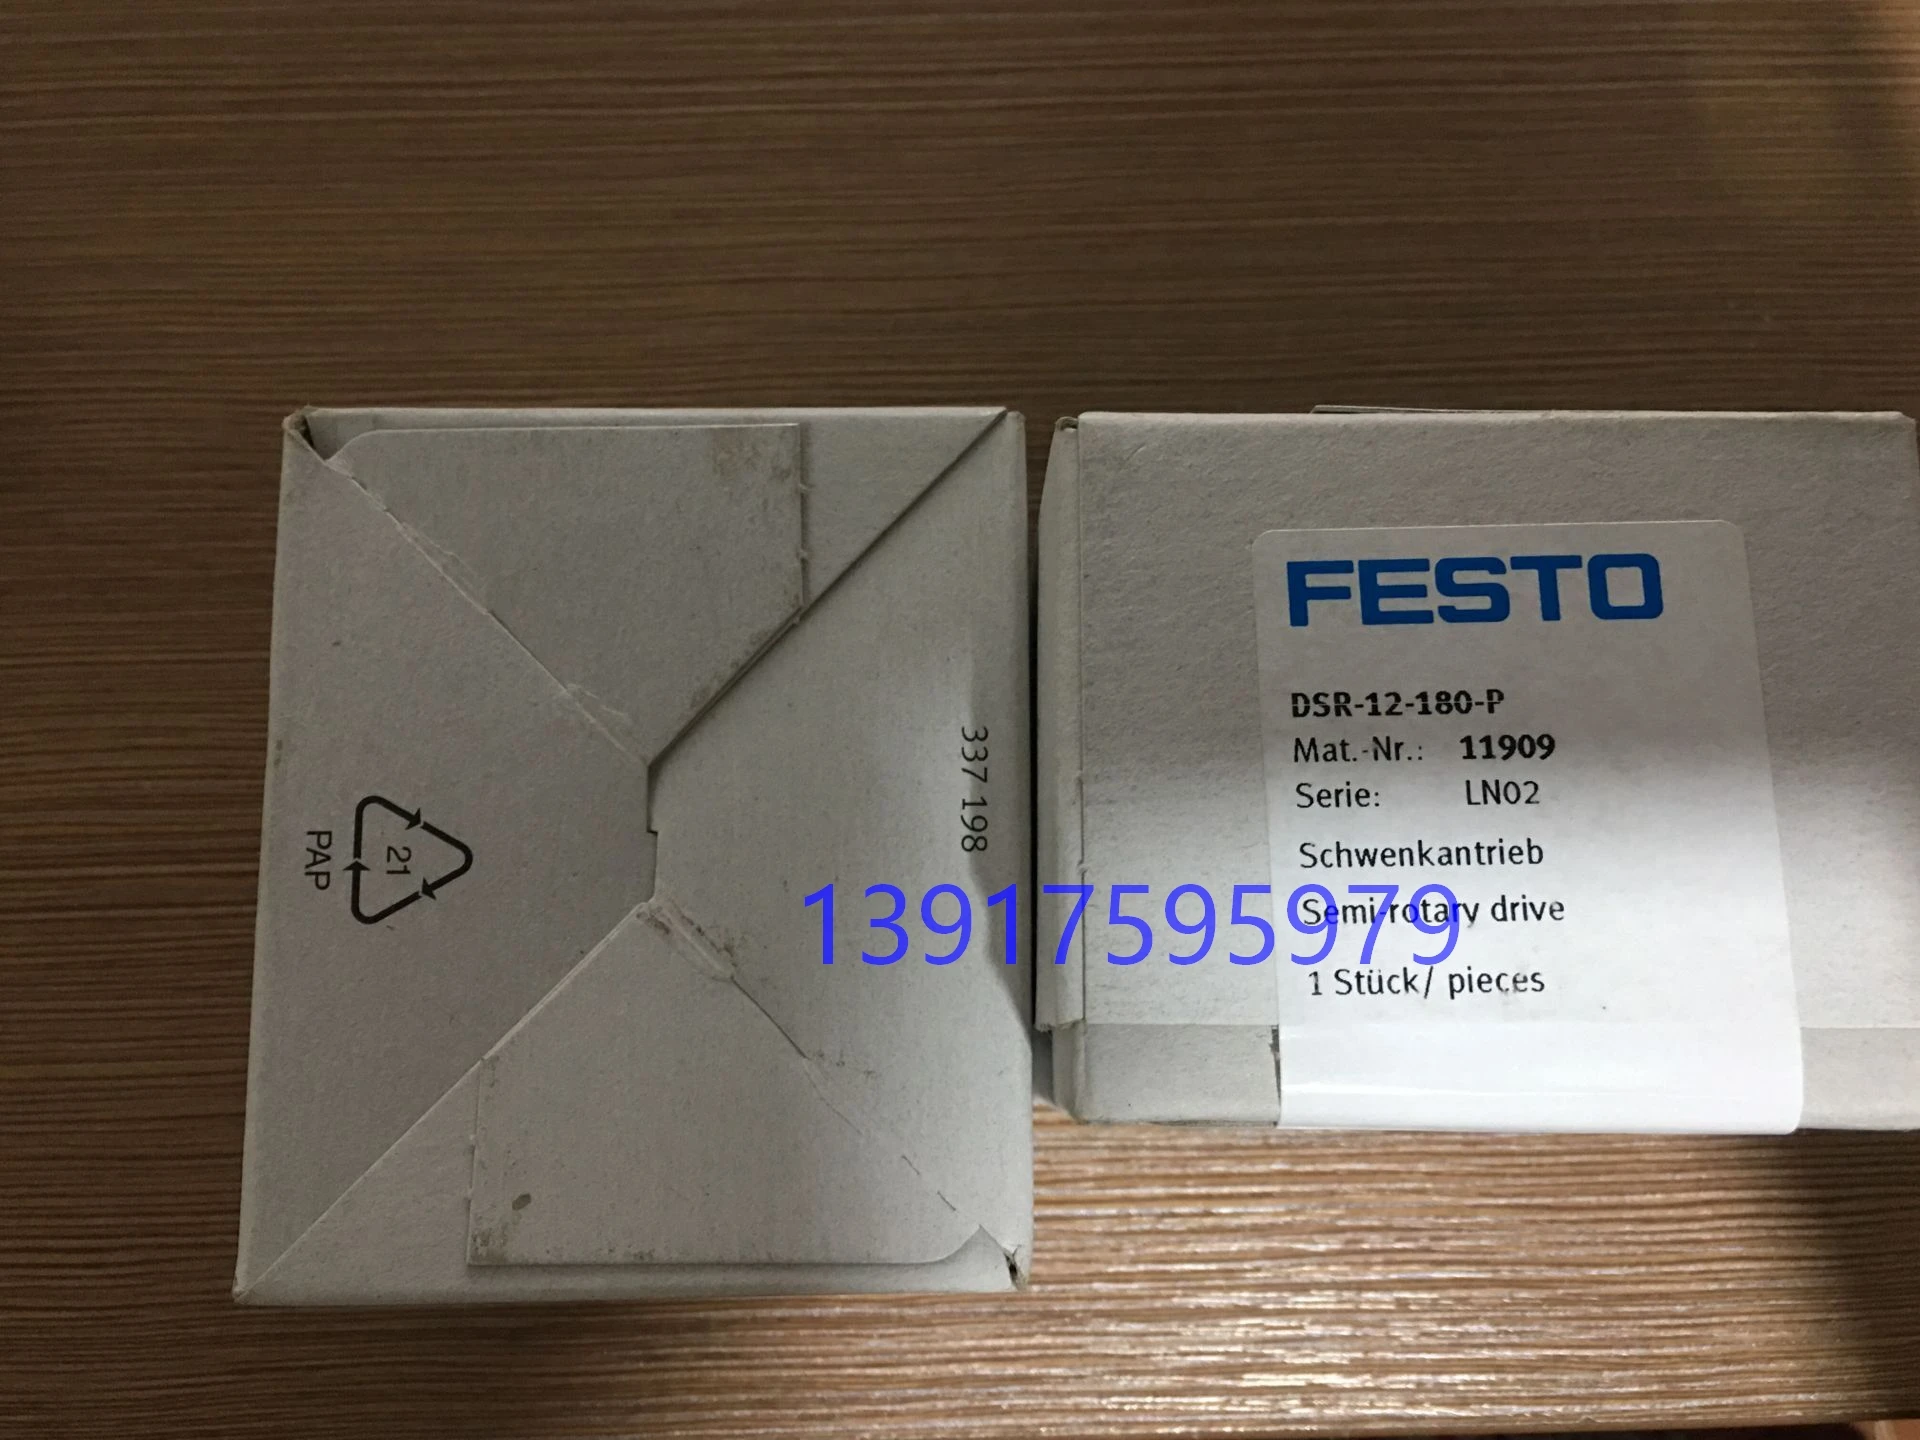 FESTO
DSR-12-180-P
Mat.-Nr.: 11909
Serie: LN02
Schwenkantrieb
Semi-rotary drive
1 Stück/ pieces
337 198
21
PAP
13917595979